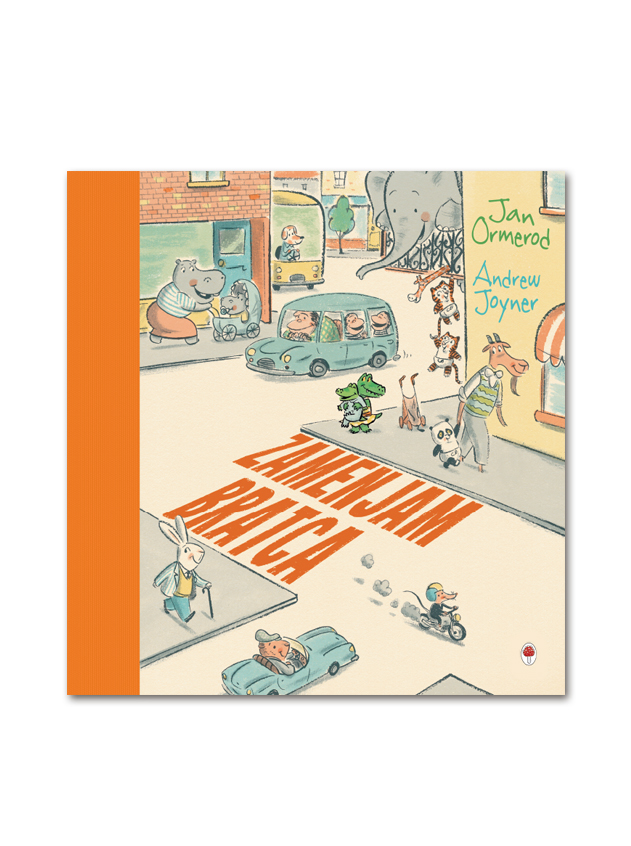 Jan
Ormerod
Andrew
Joyner
ZAMENJAM
BRATCA